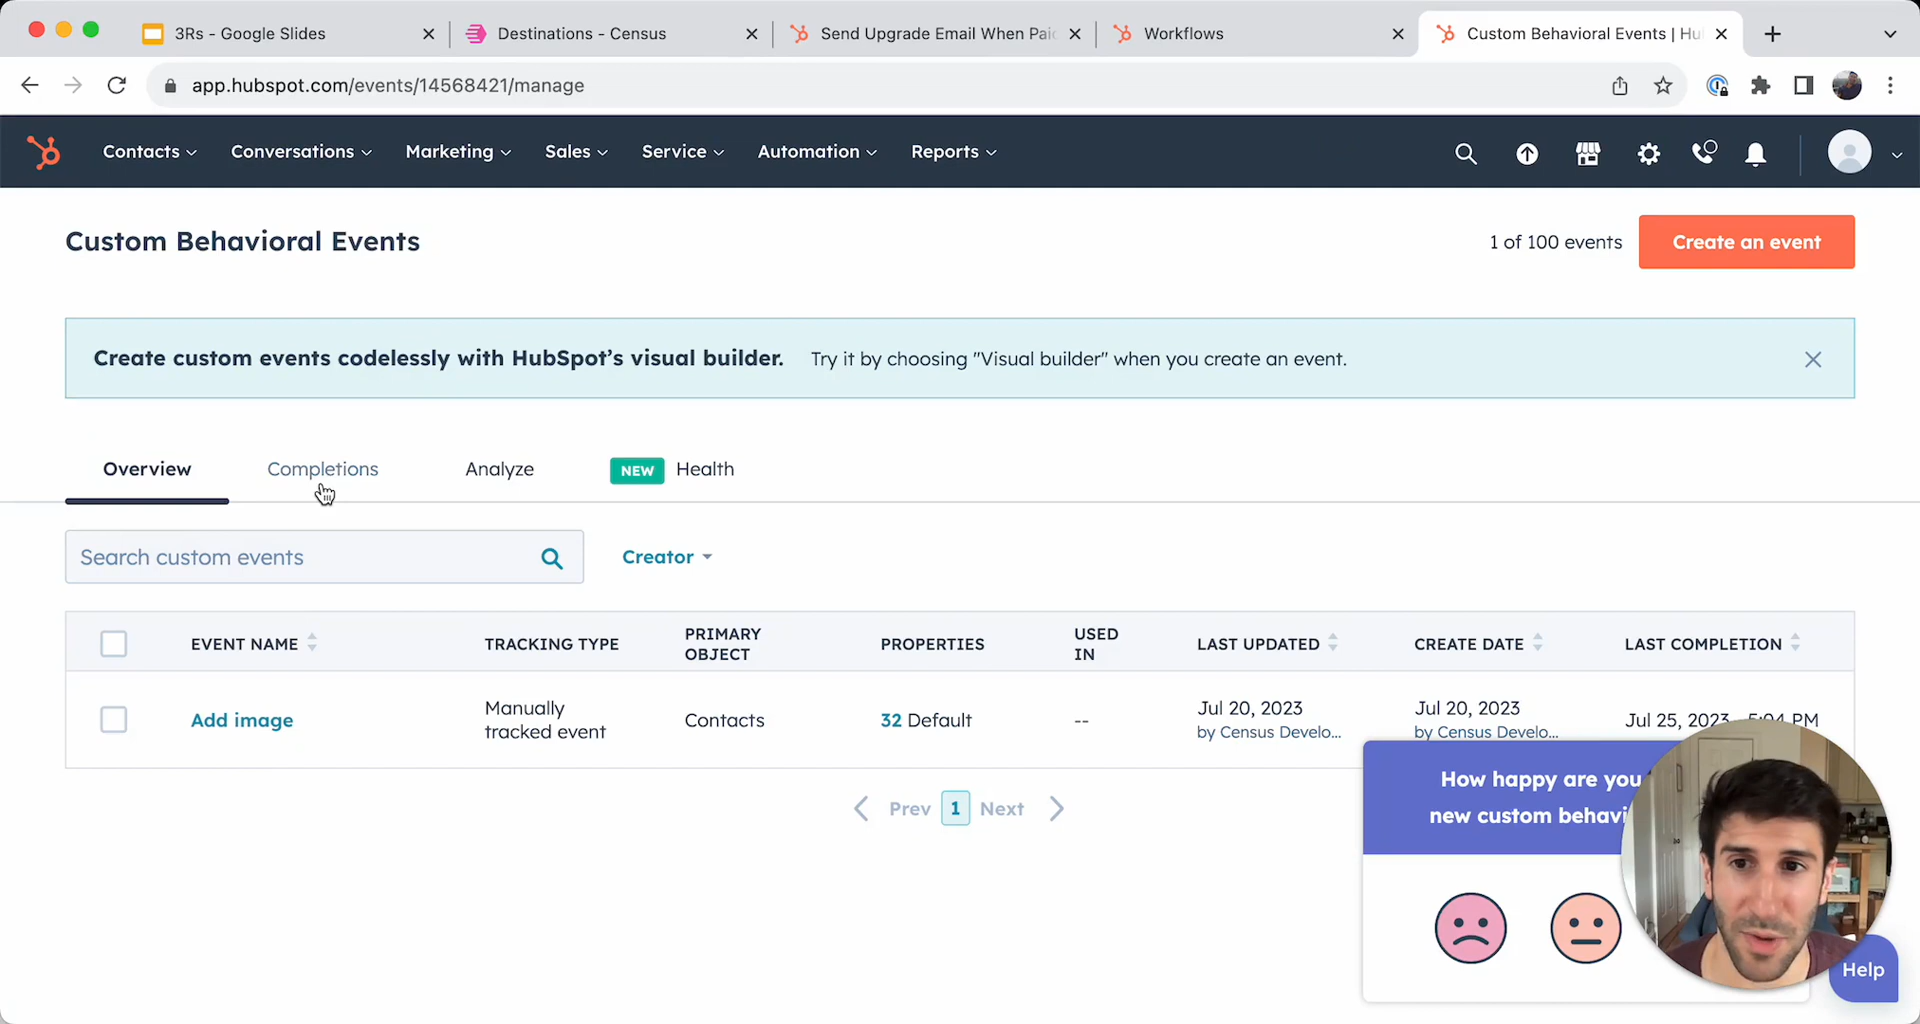 3Rs - Google Slides
Destinations - Census
Send Upgrade Email When Paid
Workflows
Custom Behavioral Events | Hu
app.hubspot.com/events/14568421/manage
Contacts
Conversations
Marketing
Sales
Service
Automation
Reports
Custom Behavioral Events
1 of 100 events
Create an event
Create custom events codelessly with HubSpot's visual builder. Try it by choosing "Visual builder" when you create an event.
Overview
Completions
Analyze
NEW Health
Search custom events
Creator
EVENT NAME
TRACKING TYPE
PRIMARY
OBJECT
PROPERTIES
USED
IN
LAST UPDATED
CREATE DATE
LAST COMPLETION
Add image
Manually
tracked event
Contacts
32 Default
--
Jul 20, 2023
by Census Develo...
Jul 20, 2023
by Census Develo...
Jul 25, 2023 5:04 PM
Prev 1 Next
How happy are you
new custom behavi
Help